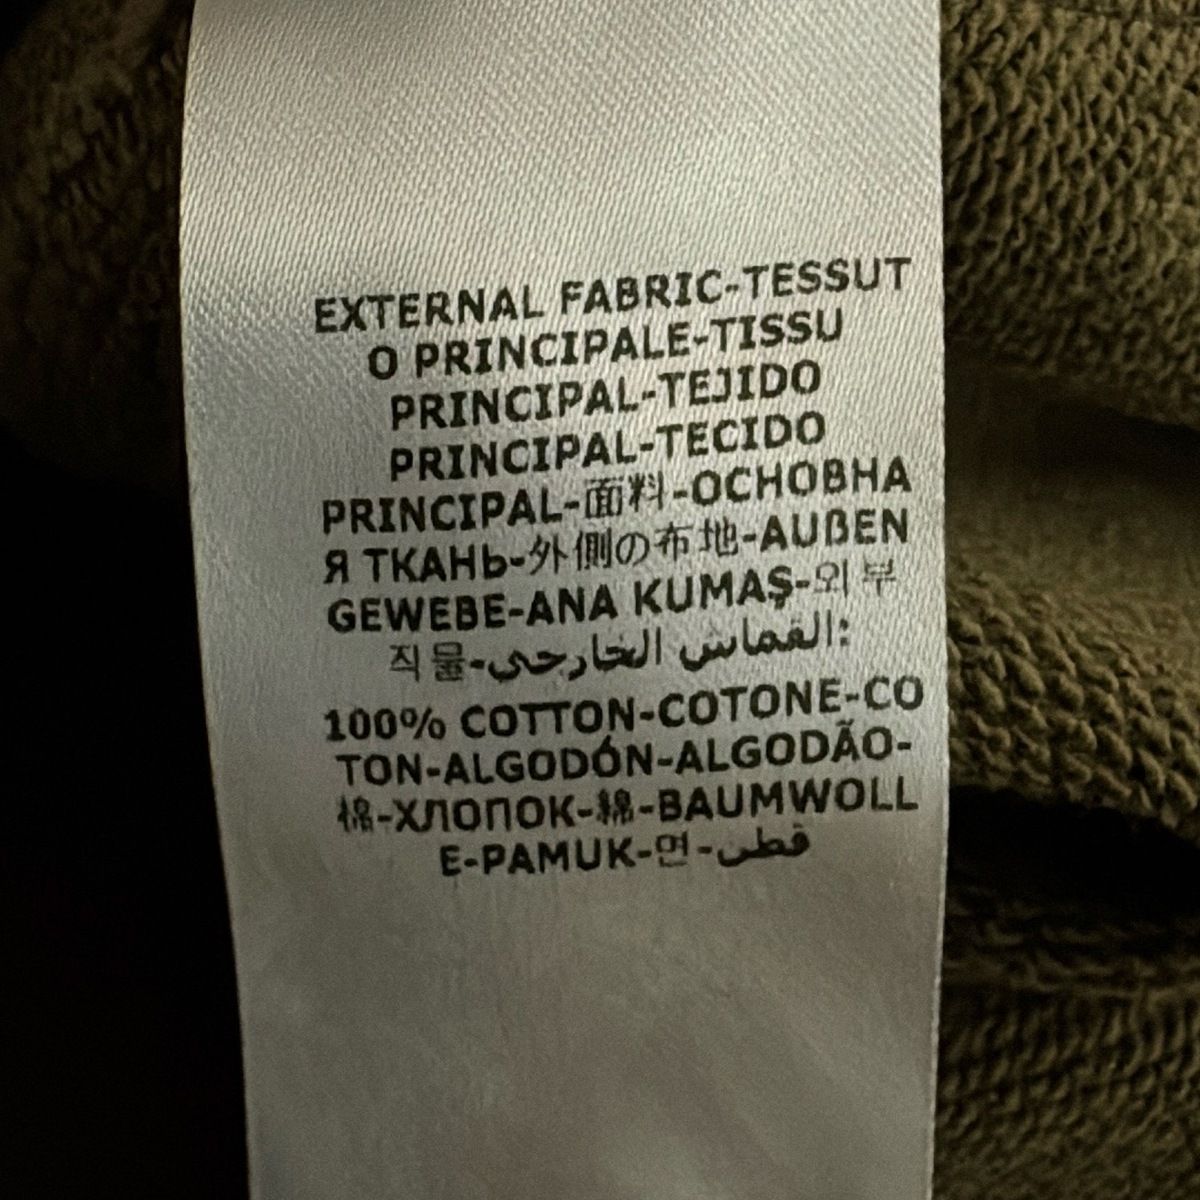 EXTERNAL FABRIC-TESSUT
O PRINCIPALE-TISSU
PRINCIPAL-TEJIDO
PRINCIPAL-TECIDO
PRINCIPAL-面料-ОСНОВНА
Я ТКАНЬ-外側の布地-AUßEN
GEWEBE-ANA KUMAŞ-외부
직물-القماش الخارجي:
100% COTTON-COTONE-CO
TON-ALGODÓN-ALGODÃO-
棉-ХЛОПОК-綿-BAUMWOLL
E-PAMUK-면-قطن